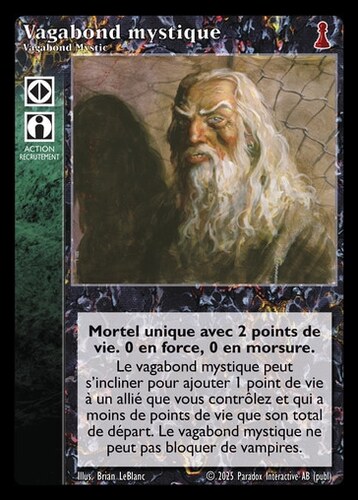 Vagabond mystique
Vagabond Mystic
ACTION
RECRUTEMENT
Mortel unique avec 2 points de
vie. 0 en force, 0 en morsure.
Le vagabond mystique peut
s'incliner pour ajouter 1 point de vie
à un allié que vous contrôlez et qui a
moins de points de vie que son total
de départ. Le vagabond mystique ne
peut pas bloquer de vampires.
Illus. Brian LeBlanc
© 2025 Paradox Interactive AB (publ)